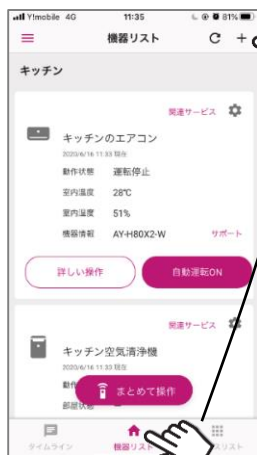 Y!mobile 4G 11:35 81%
機器リスト
キッチン
関連サービス
キッチンのエアコン
2020/6/16 11:33 現在
動作状態 運転停止
室内温度 28℃
室内湿度 51%
機器情報 AY-H80X2-W サポート
詳しい操作 自動運転ON
関連サービス
キッチン空気清浄機
2020/6/16 11:33 現在
まとめて操作
部屋状態
タイムライン 機器リスト